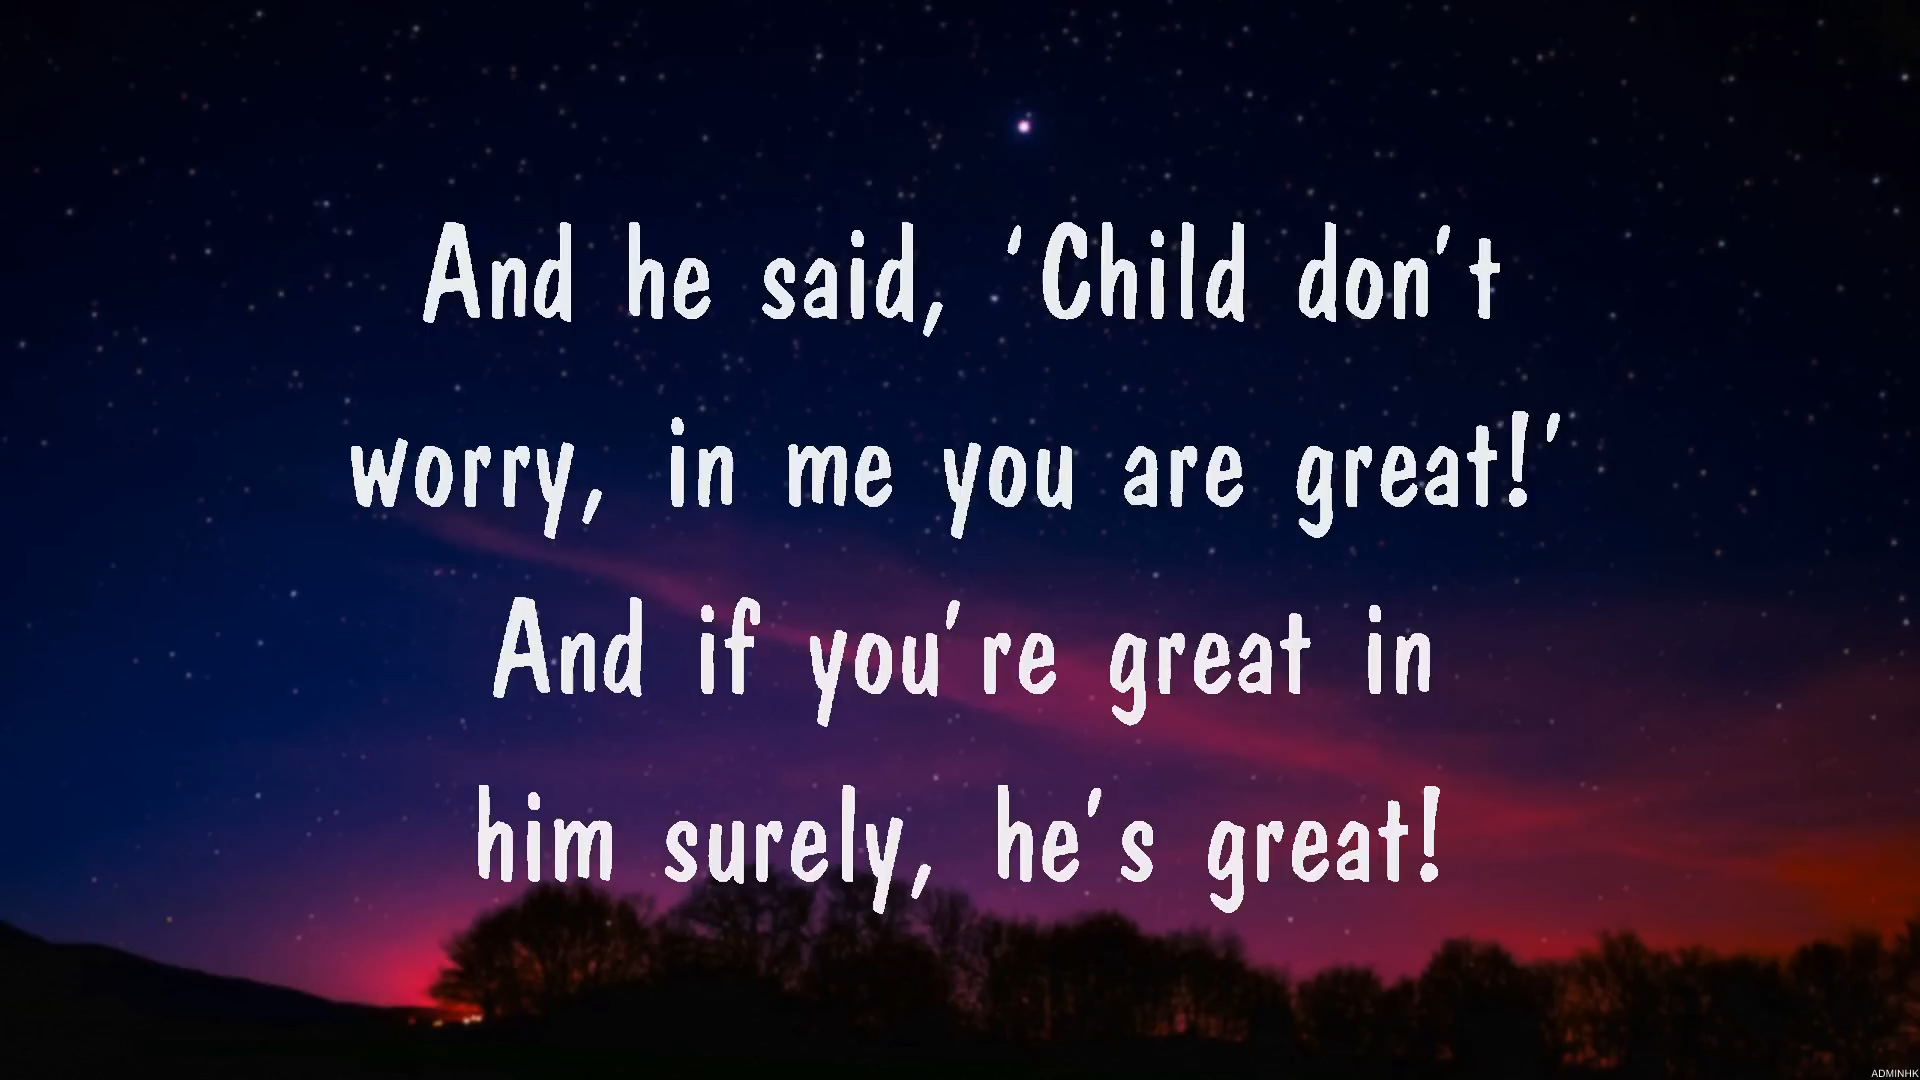 And he said, ‘Child don’t
worry, in me you are great!’
And if you’re great in
him surely, he’s great!
ADMINHK